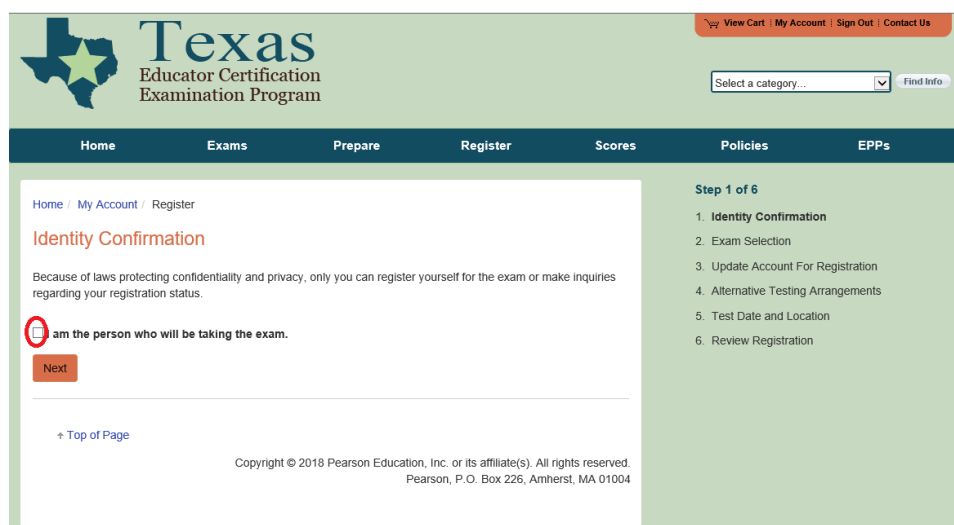 View Cart | My Account | Sign Out | Contact Us
Texas
Educator Certification
Examination Program
Select a category...
Find Info
Home Exams Prepare Register Scores Policies EPPs
Home / My Account / Register
Identity Confirmation
Because of laws protecting confidentiality and privacy, only you can register yourself for the exam or make inquiries
regarding your registration status.
I am the person who will be taking the exam.
Next
Top of Page
Copyright © 2018 Pearson Education, Inc. or its affiliate(s). All rights reserved.
Pearson, P.O. Box 226, Amherst, MA 01004
Step 1 of 6
1. Identity Confirmation
2. Exam Selection
3. Update Account For Registration
4. Alternative Testing Arrangements
5. Test Date and Location
6. Review Registration